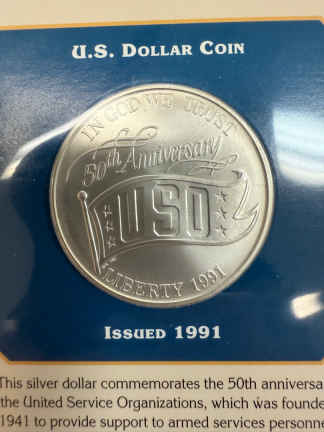 U.S. Dollar Coin
IN GOD WE TRUST
50th Anniversary
USO
LIBERTY 1991
Issued 1991
This silver dollar commemorates the 50th anniversa
the United Service Organizations, which was founde
1941 to provide support to armed services personne